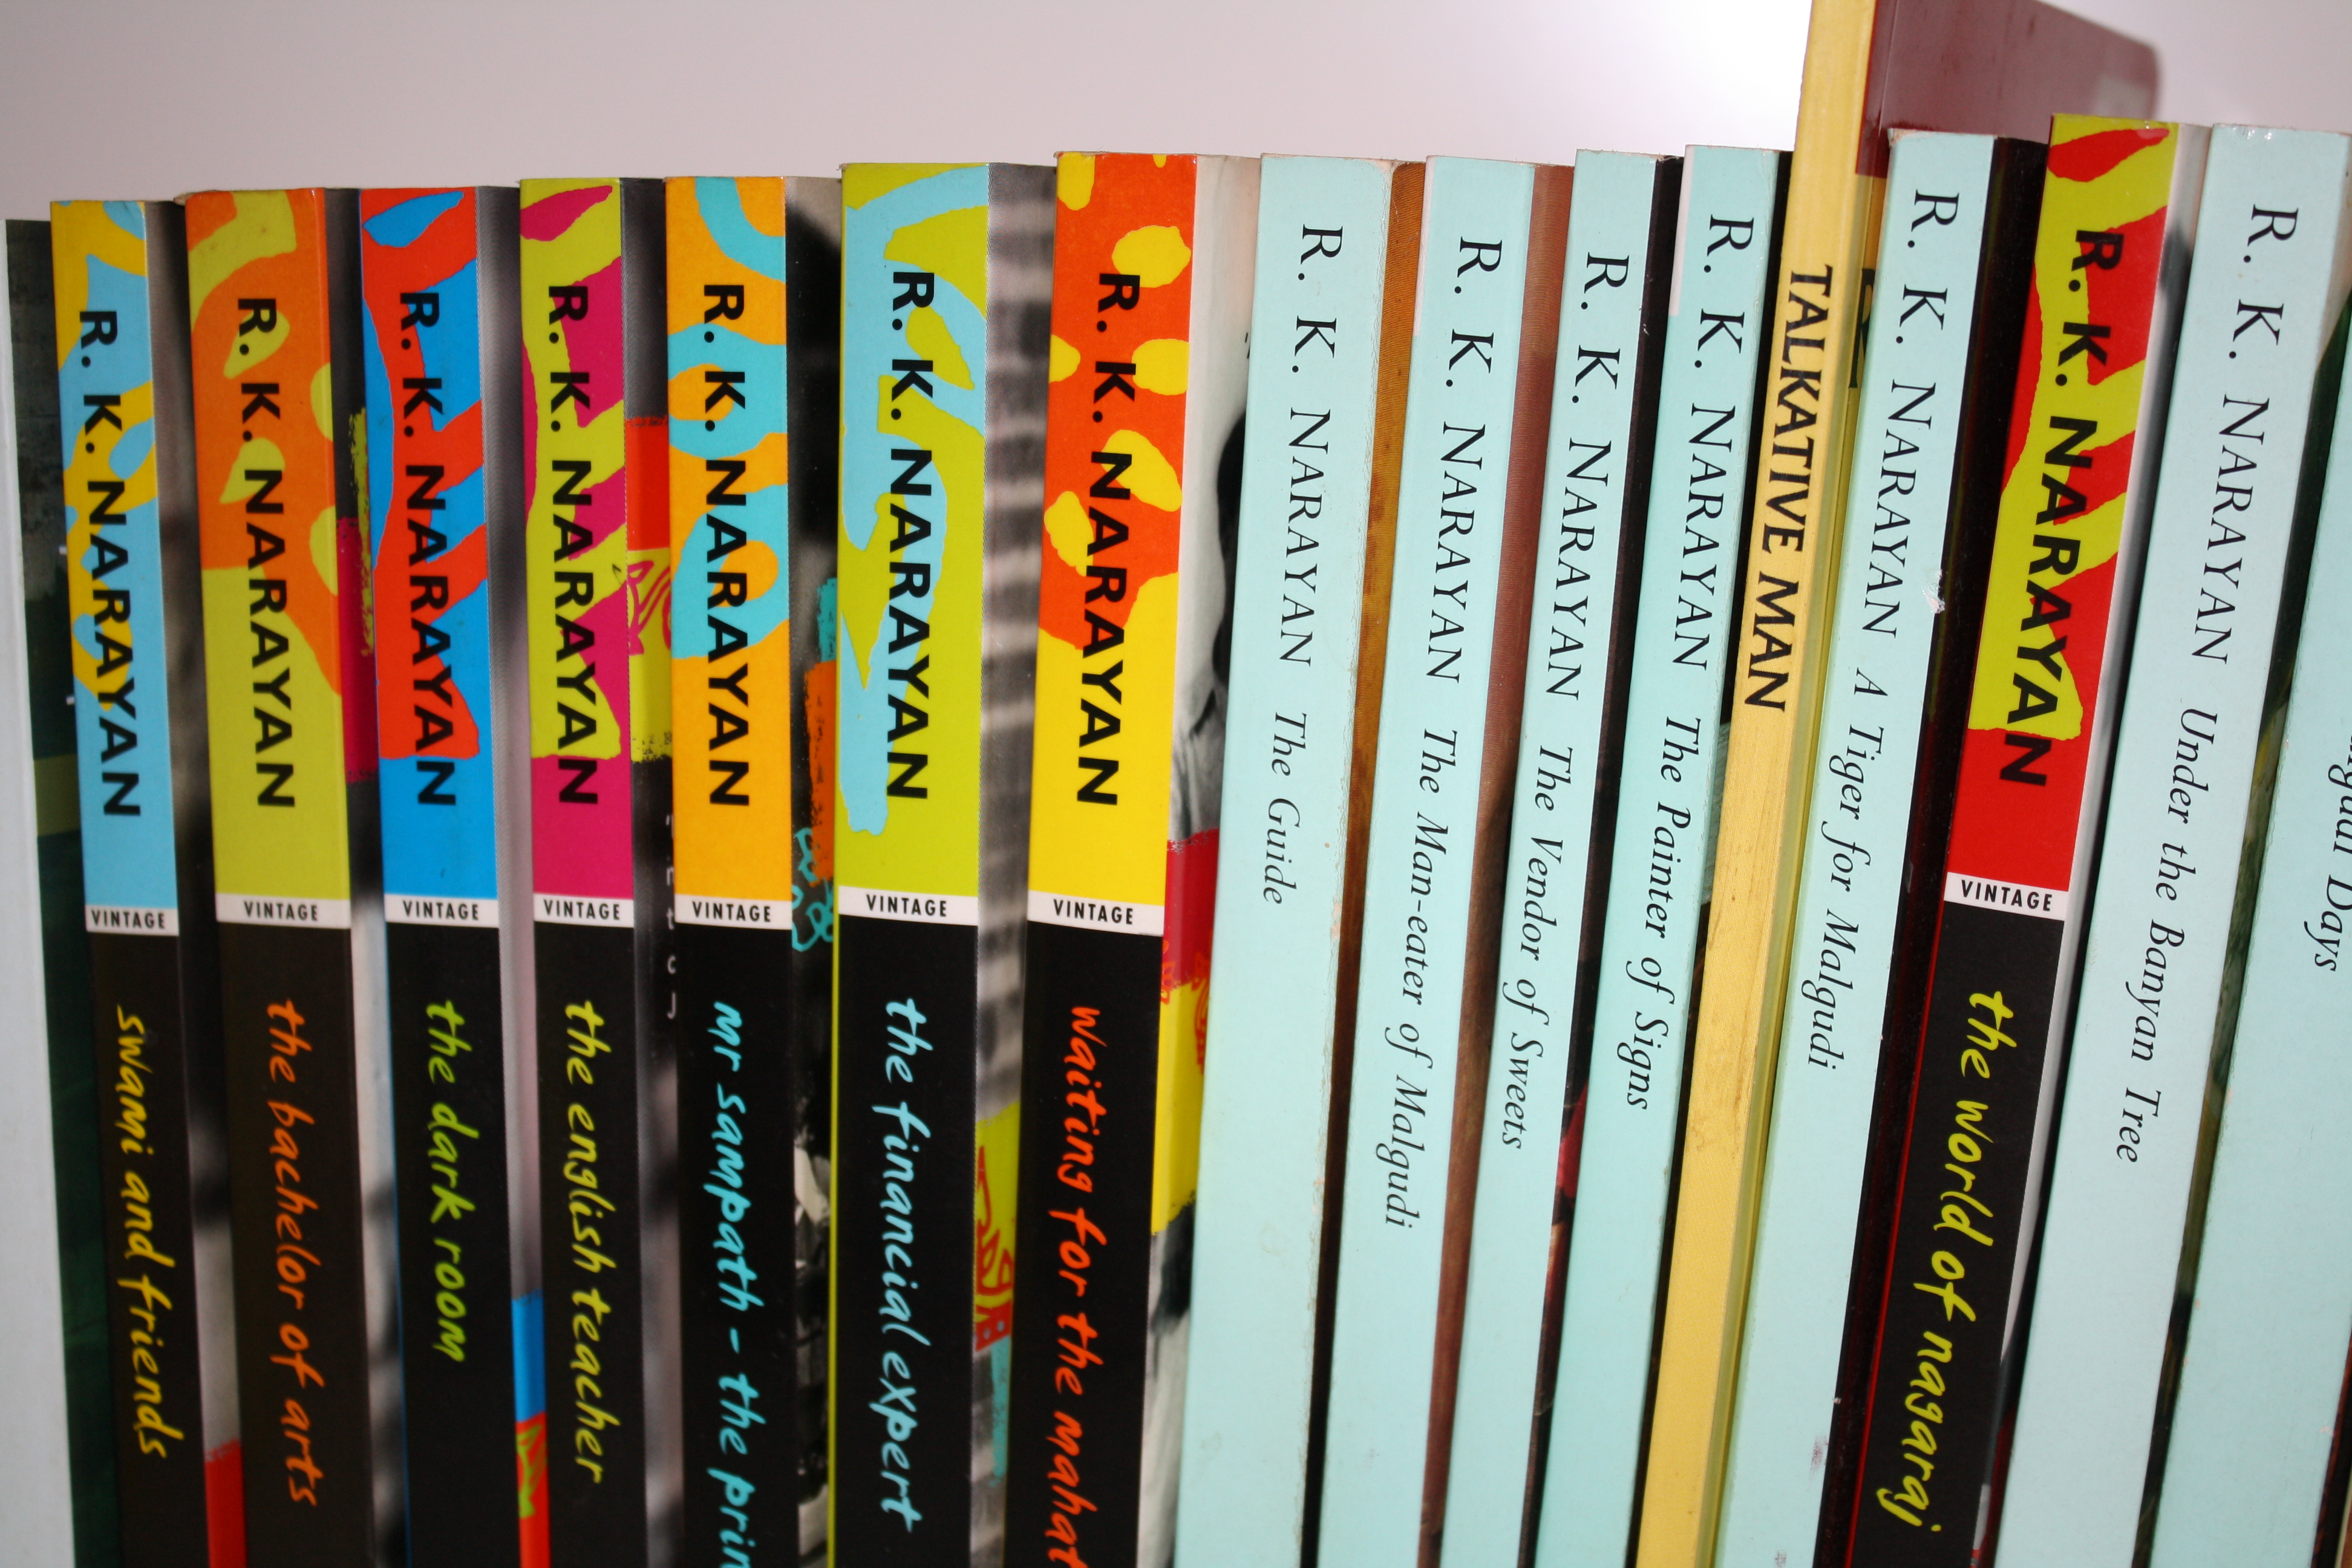 R. K. NARAYAN VINTAGE swami and friends
R. K. NARAYAN VINTAGE the bachelor of arts
R. K. NARAYAN VINTAGE the dark room
R. K. NARAYAN VINTAGE the english teacher
R. K. NARAYAN VINTAGE mr sampath - the prin
R. K. NARAYAN VINTAGE the financial expert
R. K. NARAYAN VINTAGE waiting for the mahat
R. K. NARAYAN The Guide
R. K. NARAYAN The Man-eater of Malgudi
R. K. NARAYAN The Vendor of Sweets
R. K. NARAYAN The Painter of Signs
TALKATIVE MAN
R. K. NARAYAN A Tiger for Malgudi
R. K. NARAYAN VINTAGE the world of nagaraj
R. K. NARAYAN Under the Banyan Tree
Days